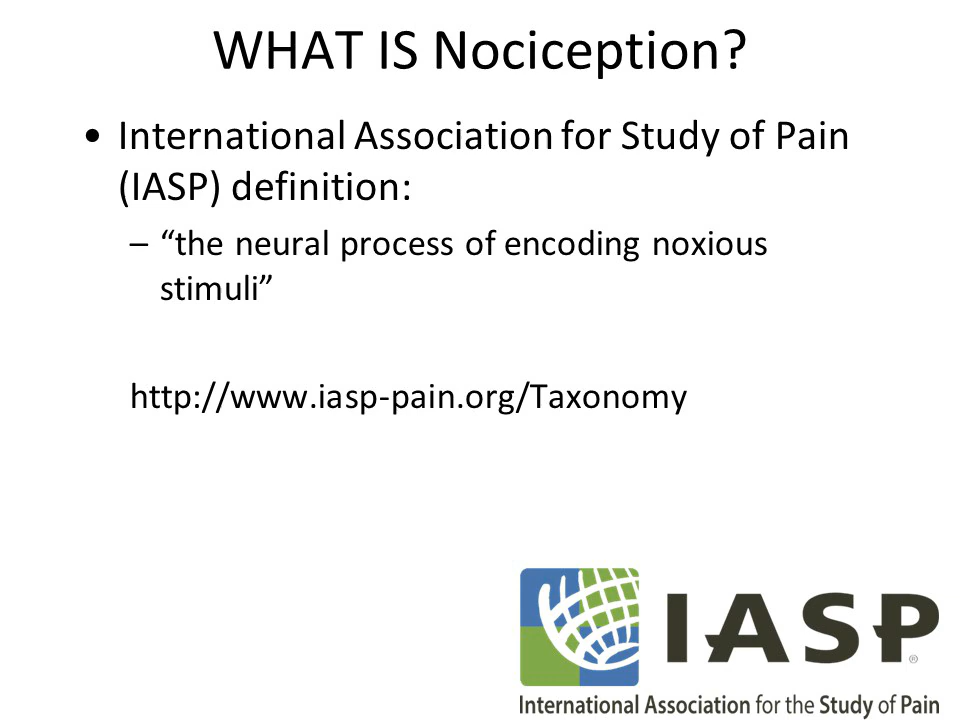 WHAT IS Nociception?
• International Association for Study of Pain
(IASP) definition:
– “the neural process of encoding noxious
stimuli”
http://www.iasp-pain.org/Taxonomy
IASP®
International Association for the Study of Pain